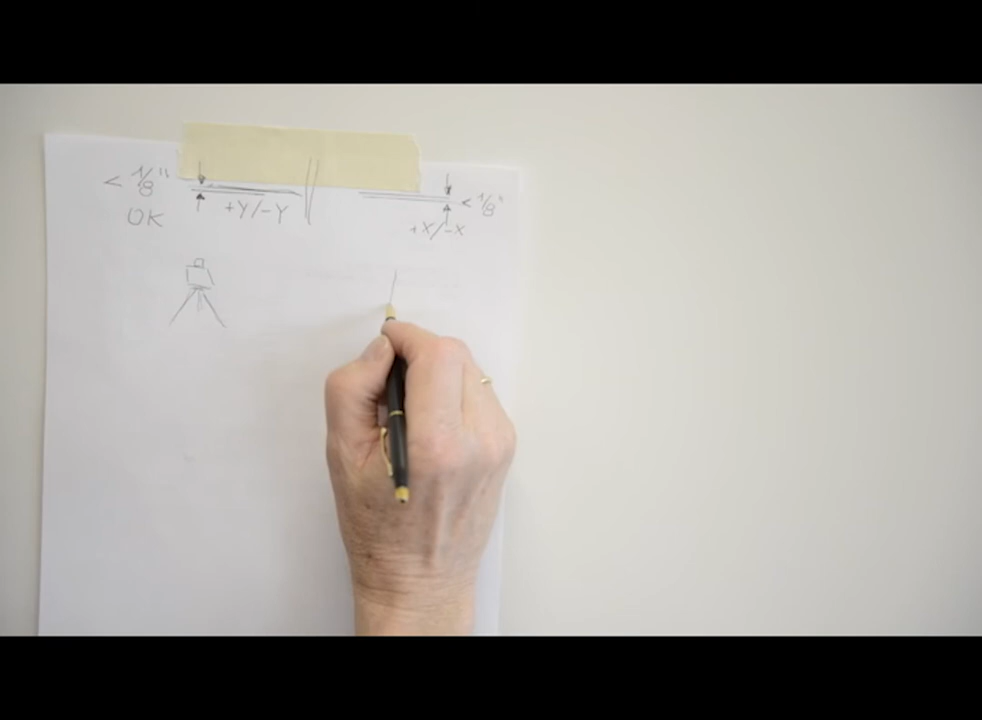 < 1/8" +Y/-Y < 1/8"
OK +X/-X